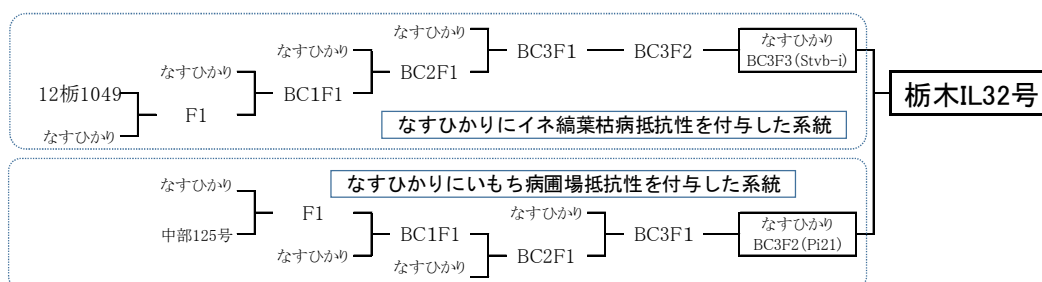 なすひかり
なすひかり
BC3F1
BC3F2
なすひかり
BC3F3(Stvb-i)
なすひかり
BC2F1
12栃1049
BC1F1
F1
なすひかり
なすひかりにイネ縞葉枯病抵抗性を付与した系統
栃木IL32号
なすひかり
なすひかりにいもち病圃場抵抗性を付与した系統
F1
中部125号
なすひかり
BC1F1
なすひかり
なすひかり
BC2F1
BC3F1
なすひかり
BC3F2(Pi21)